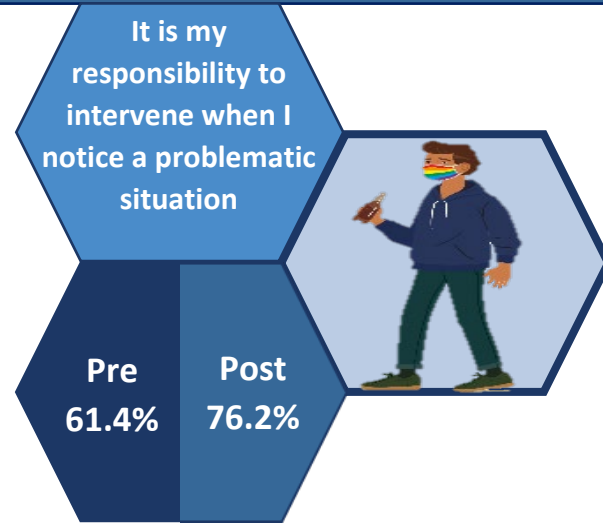 It is my
responsibility to
intervene when I
notice a problematic
situation
Pre
61.4%
Post
76.2%